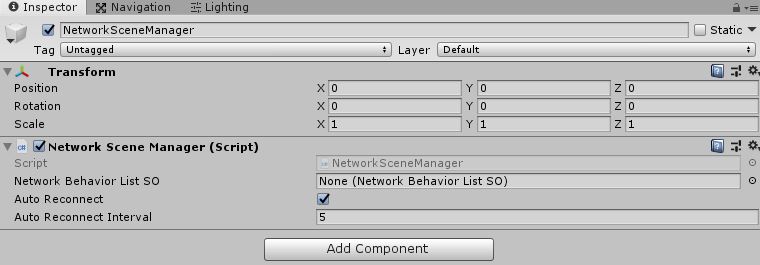 Inspector Navigation Lighting
NetworkSceneManager Static
Tag Untagged Layer Default
Transform
Position X 0 Y 0 Z 0
Rotation X 0 Y 0 Z 0
Scale X 1 Y 1 Z 1
Network Scene Manager (Script)
Script NetworkSceneManager
Network Behavior List SO None (Network Behavior List SO)
Auto Reconnect
Auto Reconnect Interval 5
Add Component